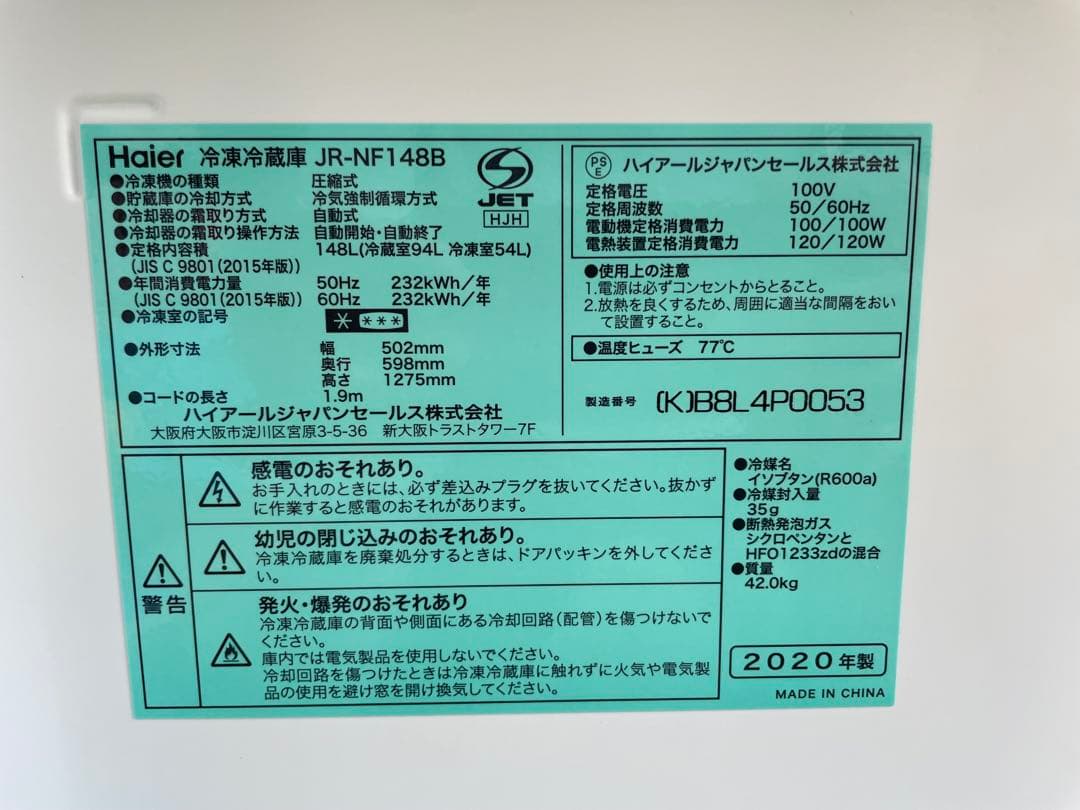 Haier 冷凍冷蔵庫 JR-NF148B
●冷凍機の種類 圧縮式
●貯蔵庫の冷却方式 冷気強制循環方式
●冷却器の霜取り方式 自動式
●冷却器の霜取り操作方法 自動開始・自動終了
●定格内容積 148L(冷蔵室94L 冷凍室54L)
(JIS C 9801(2015年版))
●年間消費電力量 50Hz 232kWh/年
(JIS C 9801(2015年版)) 60Hz 232kWh/年
●冷凍室の記号 * ***
●外形寸法 幅 502mm
奥行 598mm
高さ 1275mm
●コードの長さ 1.9m
ハイアールジャパンセールス株式会社
大阪府大阪市淀川区宮原3-5-36 新大阪トラストタワー7F
S
JET
HJH
PS
E
ハイアールジャパンセールス株式会社
定格電圧 100V
定格周波数 50/60Hz
電動機定格消費電力 100/100W
電熱装置定格消費電力 120/120W
●使用上の注意
1.電源は必ずコンセントからとること。
2.放熱を良くするため、周囲に適当な間隔をおい
て設置すること。
●温度ヒューズ 77℃
製造番号 (K)B8L4P0053
警告
感電のおそれあり。
お手入れのときには、必ず差込みプラグを抜いてください。抜かず
に作業すると感電のおそれがあります。
幼児の閉じ込みのおそれあり。
冷凍冷蔵庫を廃棄処分するときは、ドアパッキンを外してくださ
い。
発火・爆発のおそれあり
冷凍冷蔵庫の背面や側面にある冷却回路(配管)を傷つけないで
ください。
庫内では電気製品を使用しないでください。
冷却回路を傷つけたときは冷凍冷蔵庫に触れずに火気や電気製
品の使用を避け窓を開け換気してください。
●冷媒名
イソブタン(R600a)
●冷媒封入量
35g
●断熱発泡ガス
シクロペンタンと
HFO1233zdの混合
●質量
42.0kg
2020年製
MADE IN CHINA